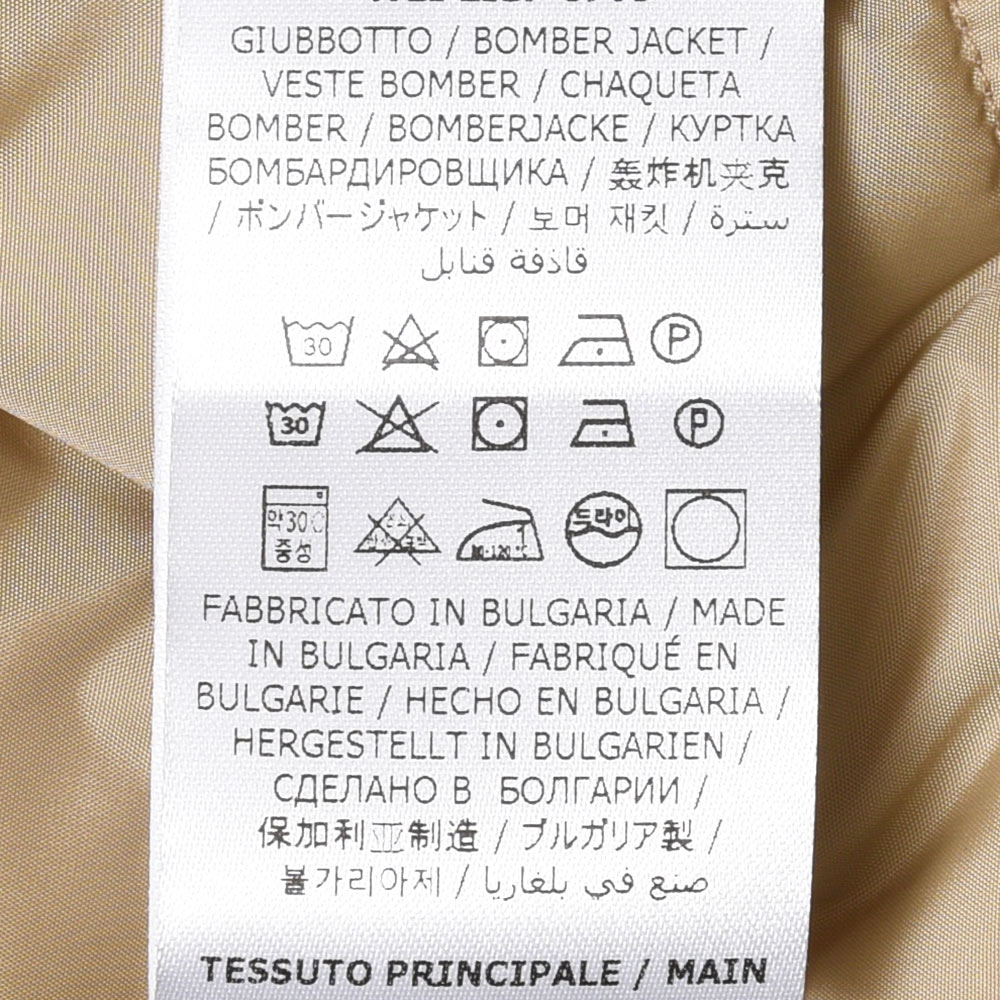 GIUBBOTTO / BOMBER JACKET /
VESTE BOMBER / CHAQUETA
BOMBER / BOMBERJACKE / КУРТКА
БОМБАРДИРОВЩИКА / 轰炸机夹克
/ ボンバージャケット / 보머 재킷 / سترة
قاذفة قنابل
30 P
30 P
약30 드라이
중성
FABBRICATO IN BULGARIA / MADE
IN BULGARIA / FABRIQUÉ EN
BULGARIE / HECHO EN BULGARIA /
HERGESTELLT IN BULGARIEN /
СДЕЛАНО В БОЛГАРИИ /
保加利亚制造 / ブルガリア製 /
불가리아제 / صنع في بلغاريا
TESSUTO PRINCIPALE / MAIN